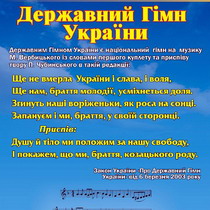 Державний Гімн
України
Державним Гімном України є національний гімн на музику
М. Вербицького із словами першого куплету та приспіву
твору П. Чубинського в такій редакції:
Ще не вмерла України і слава, і воля,
Ще нам, браття молодії, усміхнеться доля.
Згинуть наші воріженьки, як роса на сонці.
Запануєм і ми, браття, у своїй сторонці.
Приспів:
Душу й тіло ми положим за нашу свободу,
І покажем, що ми, браття, козацького роду.
Закон України "Про Державний Гімн
України" від 6 березня 2003 року